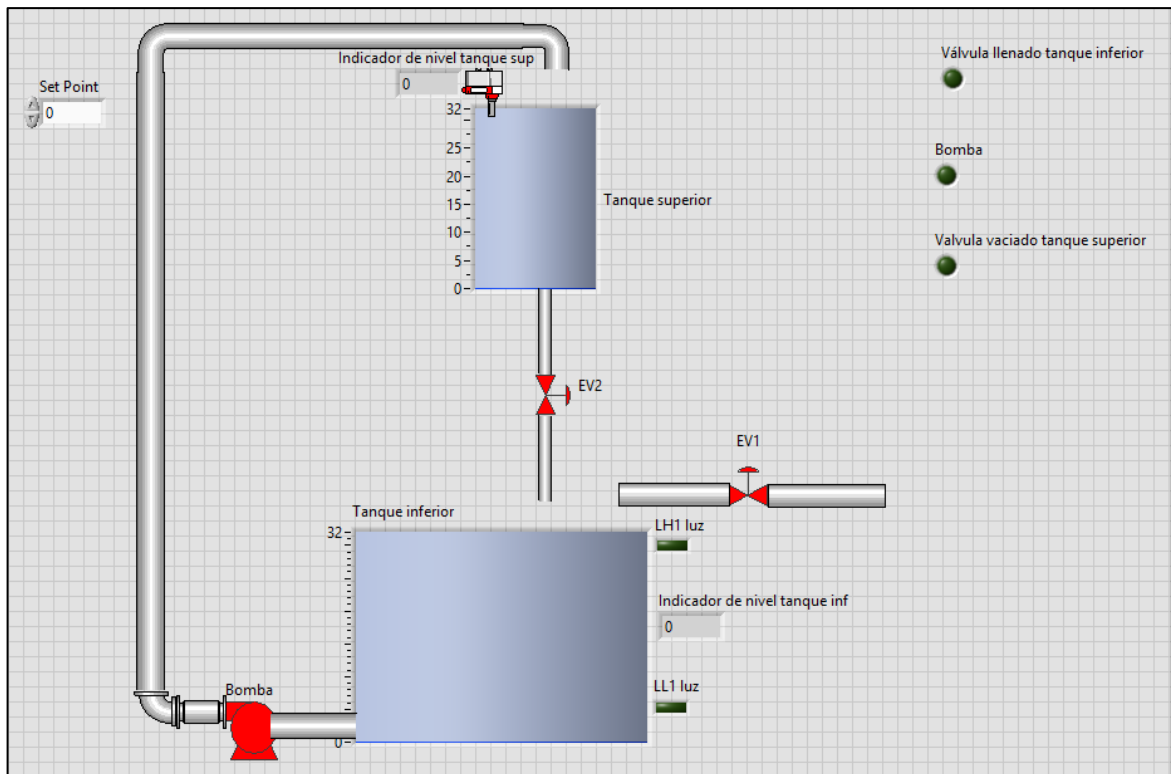 Indicador de nivel tanque sup
0
Set Point
0
32
25
20
15
10
5
0
Tanque superior
Válvula llenado tanque inferior
Bomba
Valvula vaciado tanque superior
EV2
EV1
Tanque inferior
32
0
LH1 luz
Indicador de nivel tanque inf
0
LL1 luz
Bomba